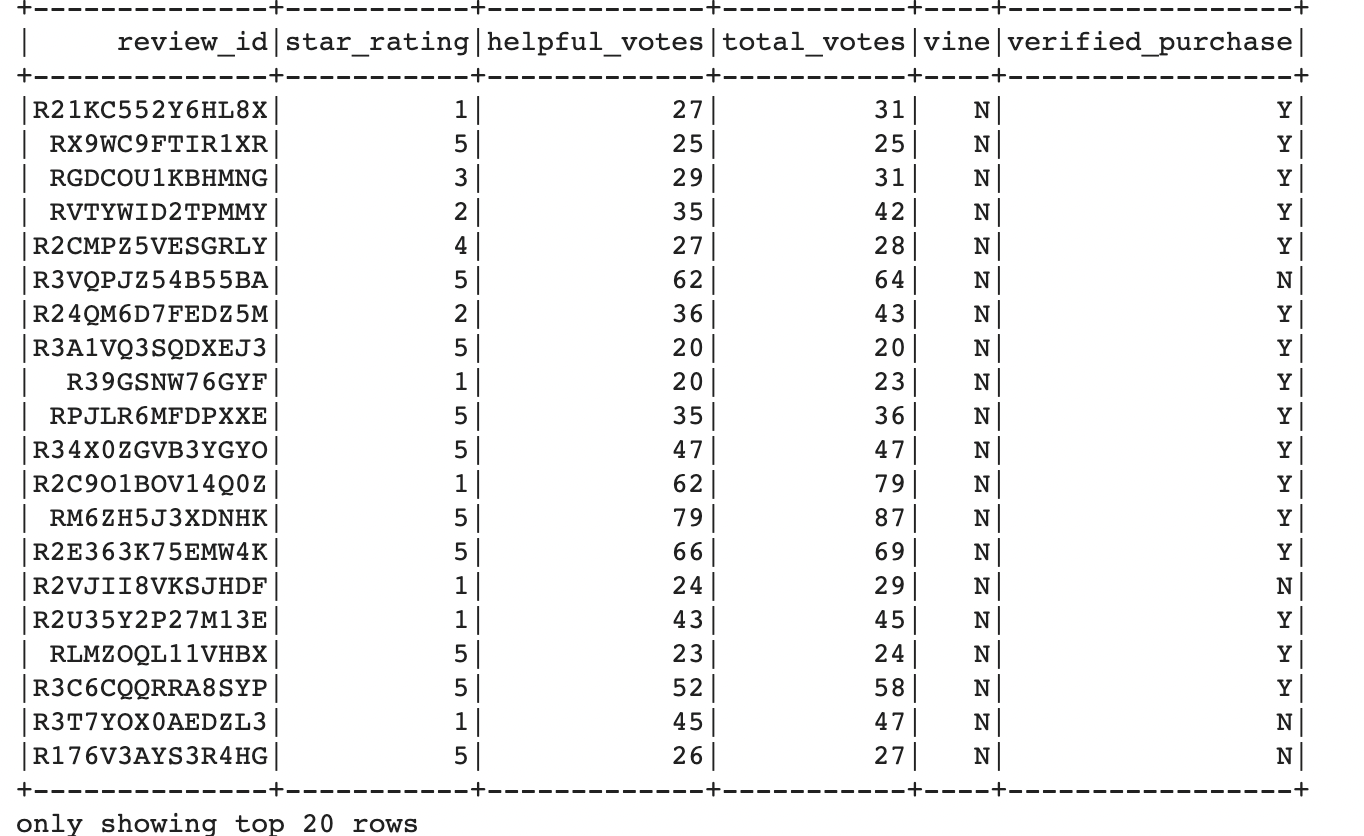 +--------------+-----------+-------------+-----------+----+-----------------+
|     review_id|star_rating|helpful_votes|total_votes|vine|verified_purchase|
+--------------+-----------+-------------+-----------+----+-----------------+
|R21KC552Y6HL8X|          1|           27|         31|   N|                Y|
| RX9WC9FTIR1XR|          5|           25|         25|   N|                Y|
| RGDCOU1KBHMNG|          3|           29|         31|   N|                Y|
| RVTYWID2TPMMY|          2|           35|         42|   N|                Y|
|R2CMPZ5VESGRLY|          4|           27|         28|   N|                Y|
|R3VQPJZ54B55BA|          5|           62|         64|   N|                N|
|R24QM6D7FEDZ5M|          2|           36|         43|   N|                Y|
|R3A1VQ3SQDXEJ3|          5|           20|         20|   N|                Y|
|  R39GSNW76GYF|          1|           20|         23|   N|                Y|
| RPJLR6MFDPXXE|          5|           35|         36|   N|                Y|
|R34X0ZGVB3YGYO|          5|           47|         47|   N|                Y|
|R2C9O1BOV14Q0Z|          1|           62|         79|   N|                Y|
| RM6ZH5J3XDNHK|          5|           79|         87|   N|                Y|
|R2E363K75EMW4K|          5|           66|         69|   N|                Y|
|R2VJII8VKSJHDF|          1|           24|         29|   N|                N|
|R2U35Y2P27M13E|          1|           43|         45|   N|                Y|
| RLMZOQL11VHBX|          5|           23|         24|   N|                Y|
|R3C6CQQRRA8SYP|          5|           52|         58|   N|                Y|
|R3T7YOX0AEDZL3|          1|           45|         47|   N|                N|
|R176V3AYS3R4HG|          5|           26|         27|   N|                N|
+--------------+-----------+-------------+-----------+----+-----------------+
only showing top 20 rows